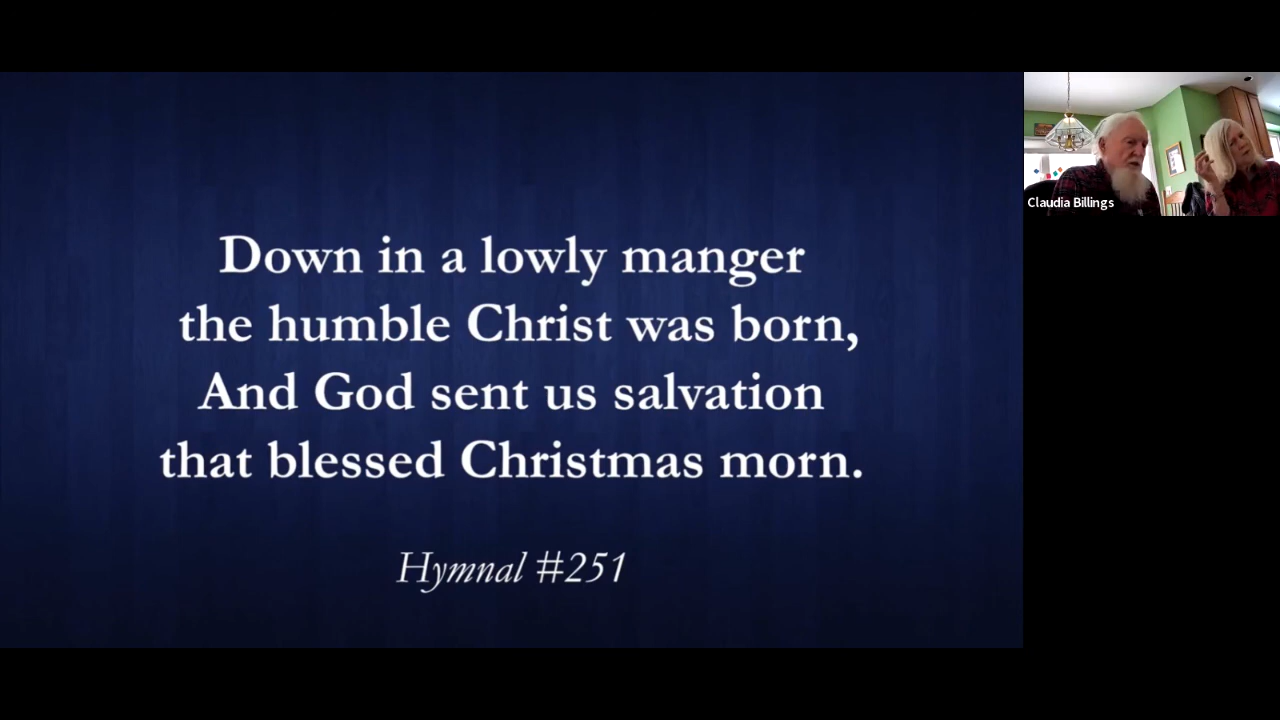 Down in a lowly manger
the humble Christ was born,
And God sent us salvation
that blessed Christmas morn.
Hymnal #251
Claudia Billings